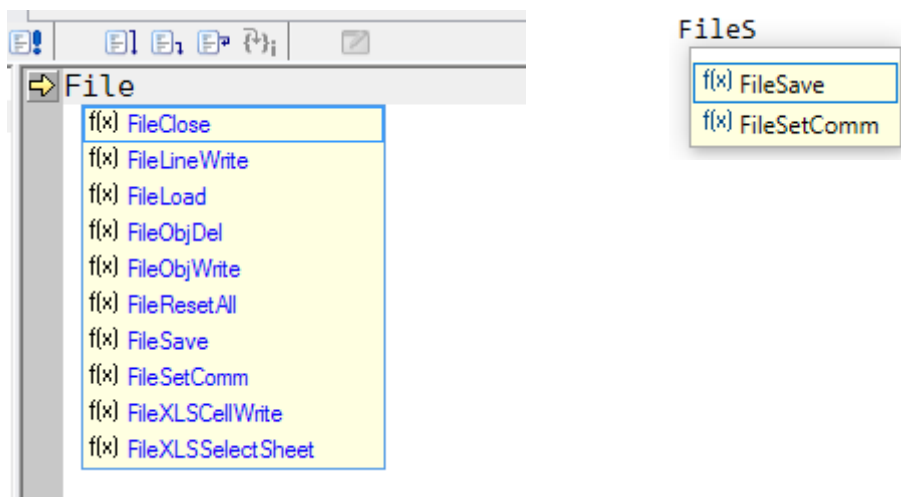 File
f(x) FileClose
f(x) FileLineWrite
f(x) FileLoad
f(x) FileObjDel
f(x) FileObjWrite
f(x) FileResetAll
f(x) FileSave
f(x) FileSetComm
f(x) FileXLSCellWrite
f(x) FileXLSSelectSheet
FileS
f(x) FileSave
f(x) FileSetComm